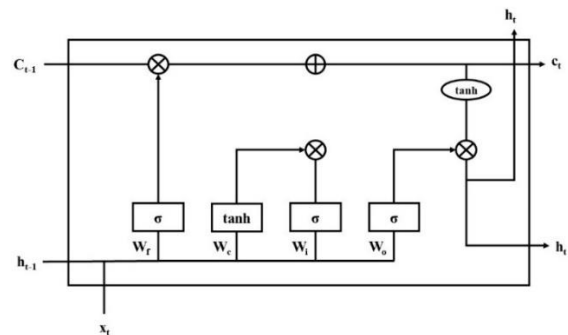 h_t
C_{t-1}
c_t
tanh
σ tanh σ σ
W_f W_c W_i W_o
h_{t-1}
h_t
x_t